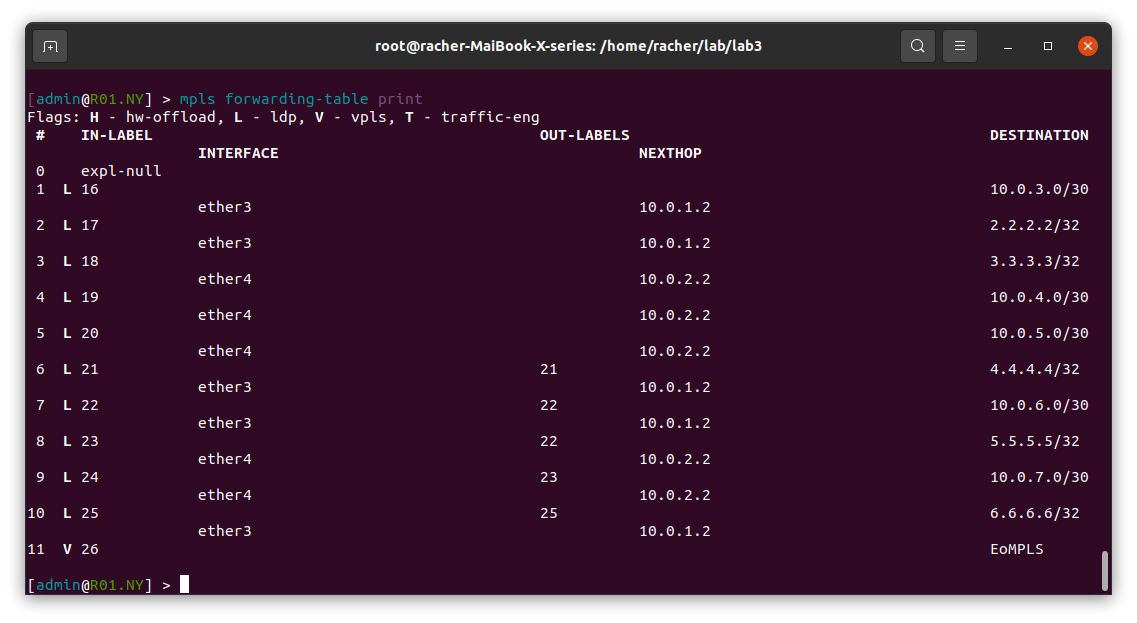 root@racher-MaiBook-X-series: /home/racher/lab/lab3
[admin@R01.NY] > mpls forwarding-table print
Flags: H - hw-offload, L - ldp, V - vpls, T - traffic-eng
#    IN-LABEL    OUT-LABELS    DESTINATION
INTERFACE    NEXTHOP
0    expl-null
1  L 16    10.0.3.0/30
ether3    10.0.1.2
2  L 17    2.2.2.2/32
ether3    10.0.1.2
3  L 18    3.3.3.3/32
ether4    10.0.2.2
4  L 19    10.0.4.0/30
ether4    10.0.2.2
5  L 20    10.0.5.0/30
ether4    10.0.2.2
6  L 21    21    4.4.4.4/32
ether3    10.0.1.2
7  L 22    22    10.0.6.0/30
ether3    10.0.1.2
8  L 23    22    5.5.5.5/32
ether4    10.0.2.2
9  L 24    23    10.0.7.0/30
ether4    10.0.2.2
10  L 25    25    6.6.6.6/32
ether3    10.0.1.2
11  V 26    EoMPLS
[admin@R01.NY] >